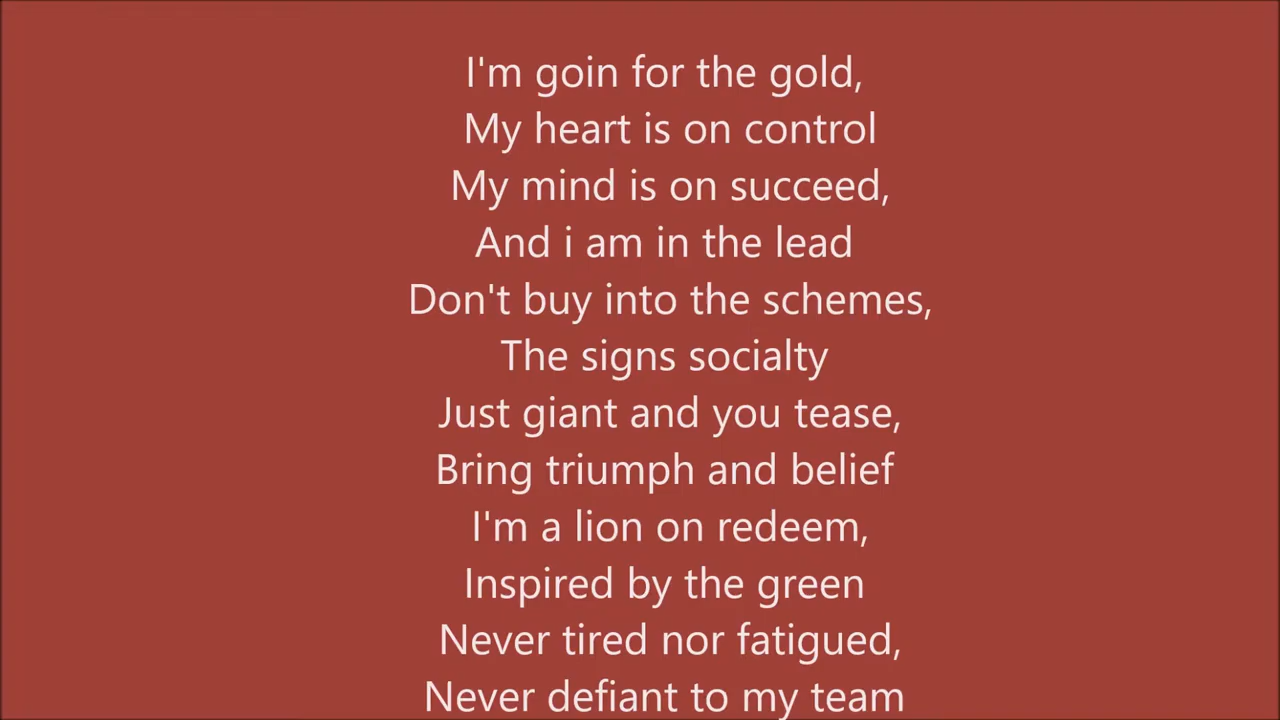 I'm goin for the gold,
My heart is on control
My mind is on succeed,
And i am in the lead
Don't buy into the schemes,
The signs socialty
Just giant and you tease,
Bring triumph and belief
I'm a lion on redeem,
Inspired by the green
Never tired nor fatigued,
Never defiant to my team